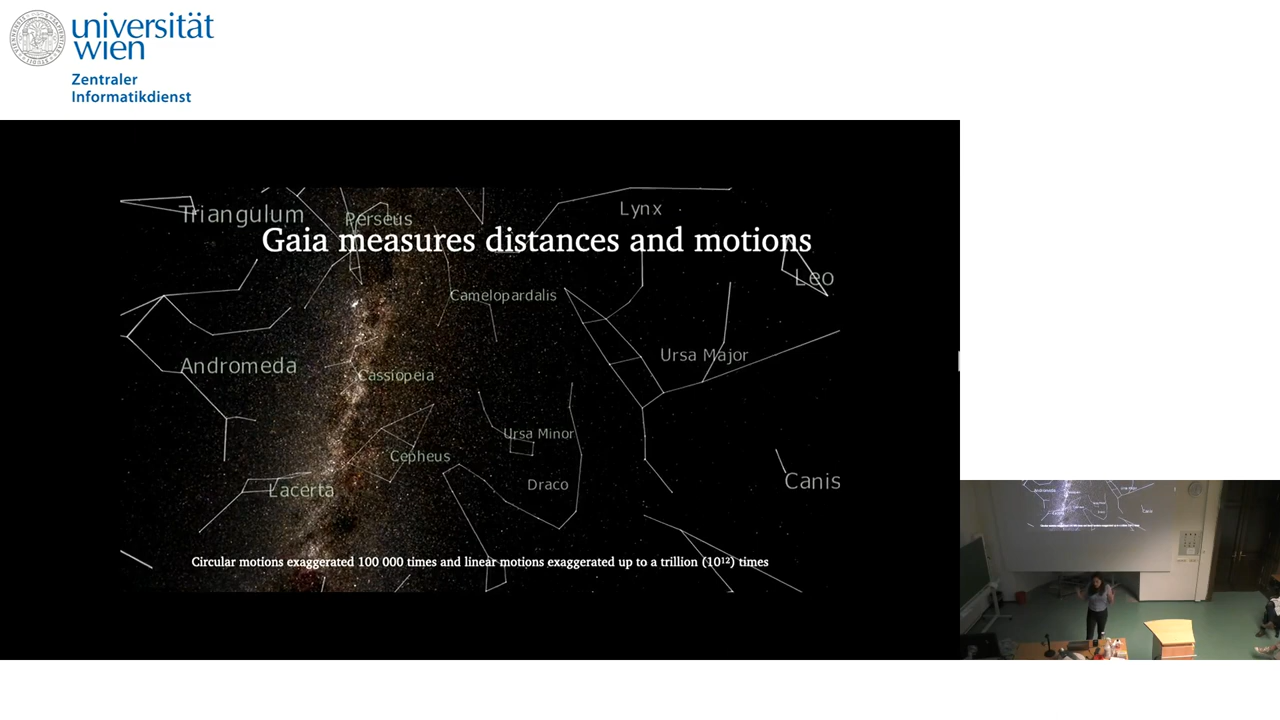 universität
wien
Zentraler
Informatikdienst
Triangulum
Perseus
Lynx
Gaia measures distances and motions
Leo
Camelopardalis
Ursa Major
Andromeda
Cassiopeia
Ursa Minor
Cepheus
Draco
Canis
Lacerta
Circular motions exaggerated 100 000 times and linear motions exaggerated up to a trillion (10¹²) times